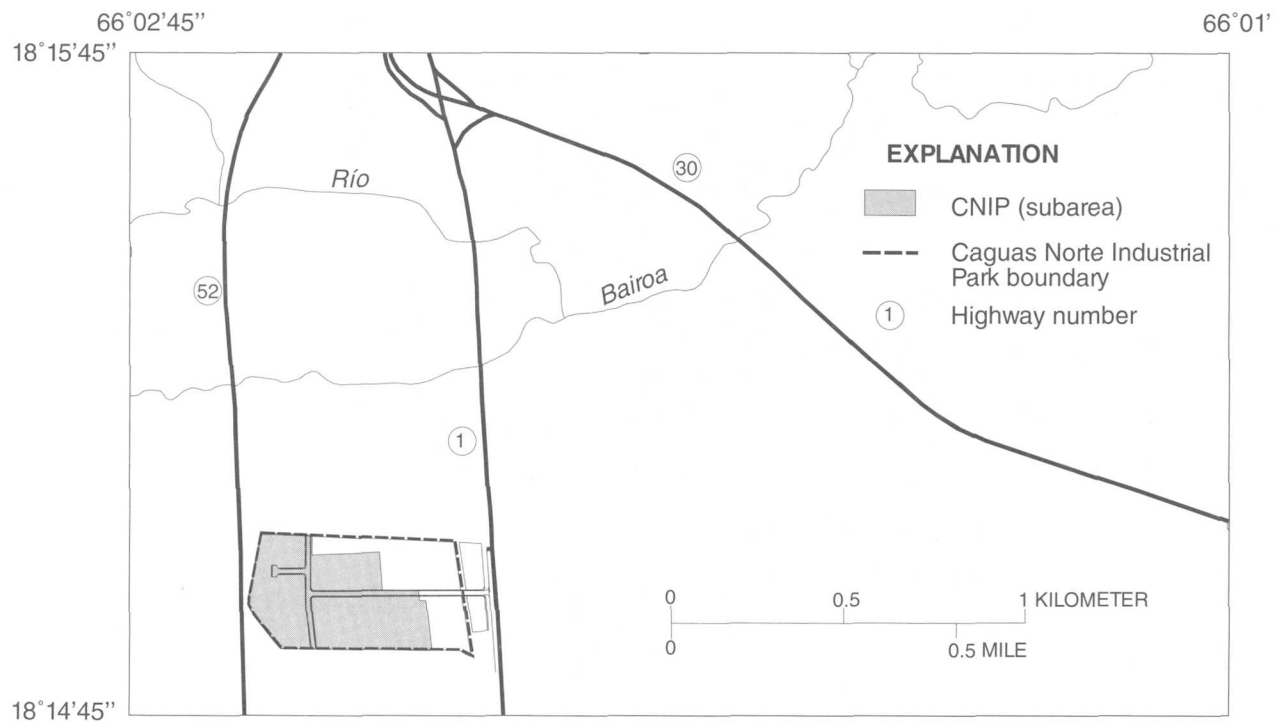 66°02'45"
66°01'
18°15'45"
EXPLANATION
30
Río
CNIP (subarea)
Caguas Norte Industrial
Park boundary
52
Bairoa
1
Highway number
1
0
0.5
1 KILOMETER
0
0.5 MILE
18°14'45"